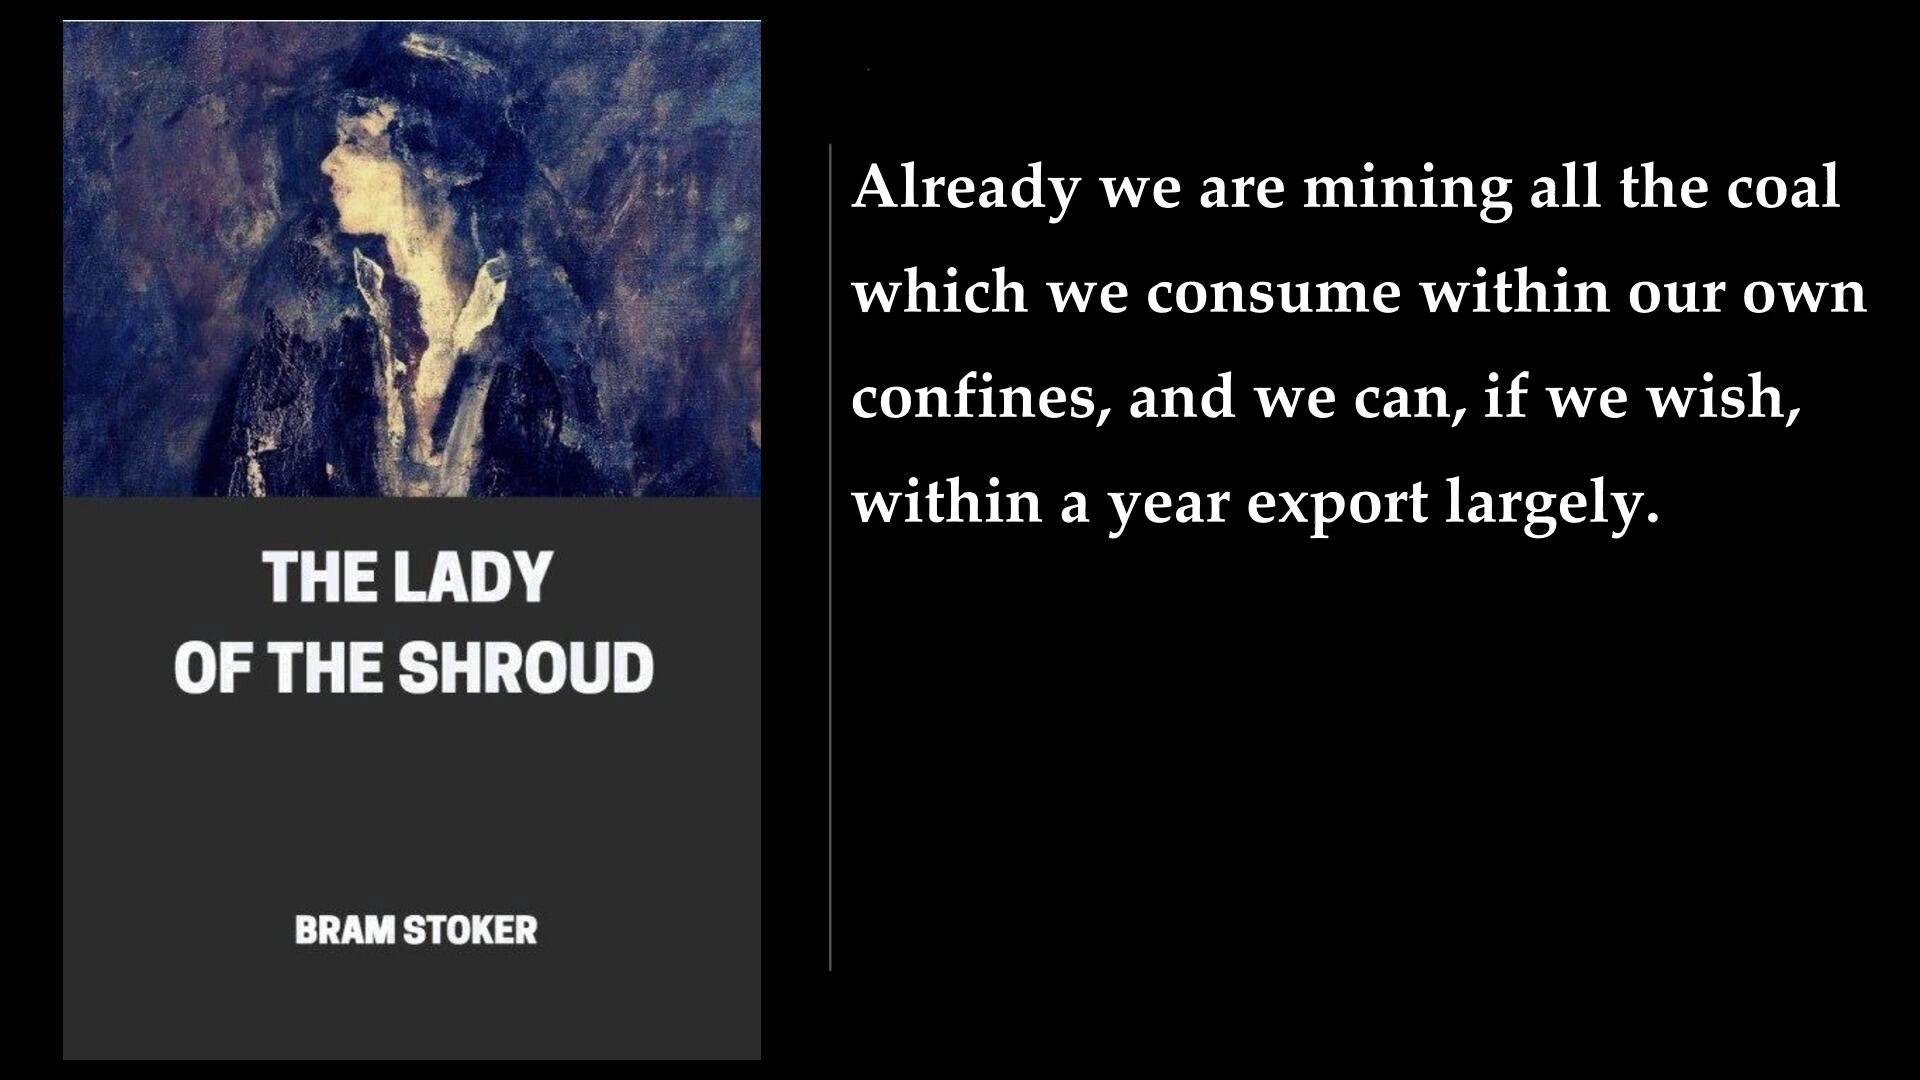 THE LADY
OF THE SHROUD
BRAM STOKER
Already we are mining all the coal
which we consume within our own
confines, and we can, if we wish,
within a year export largely.